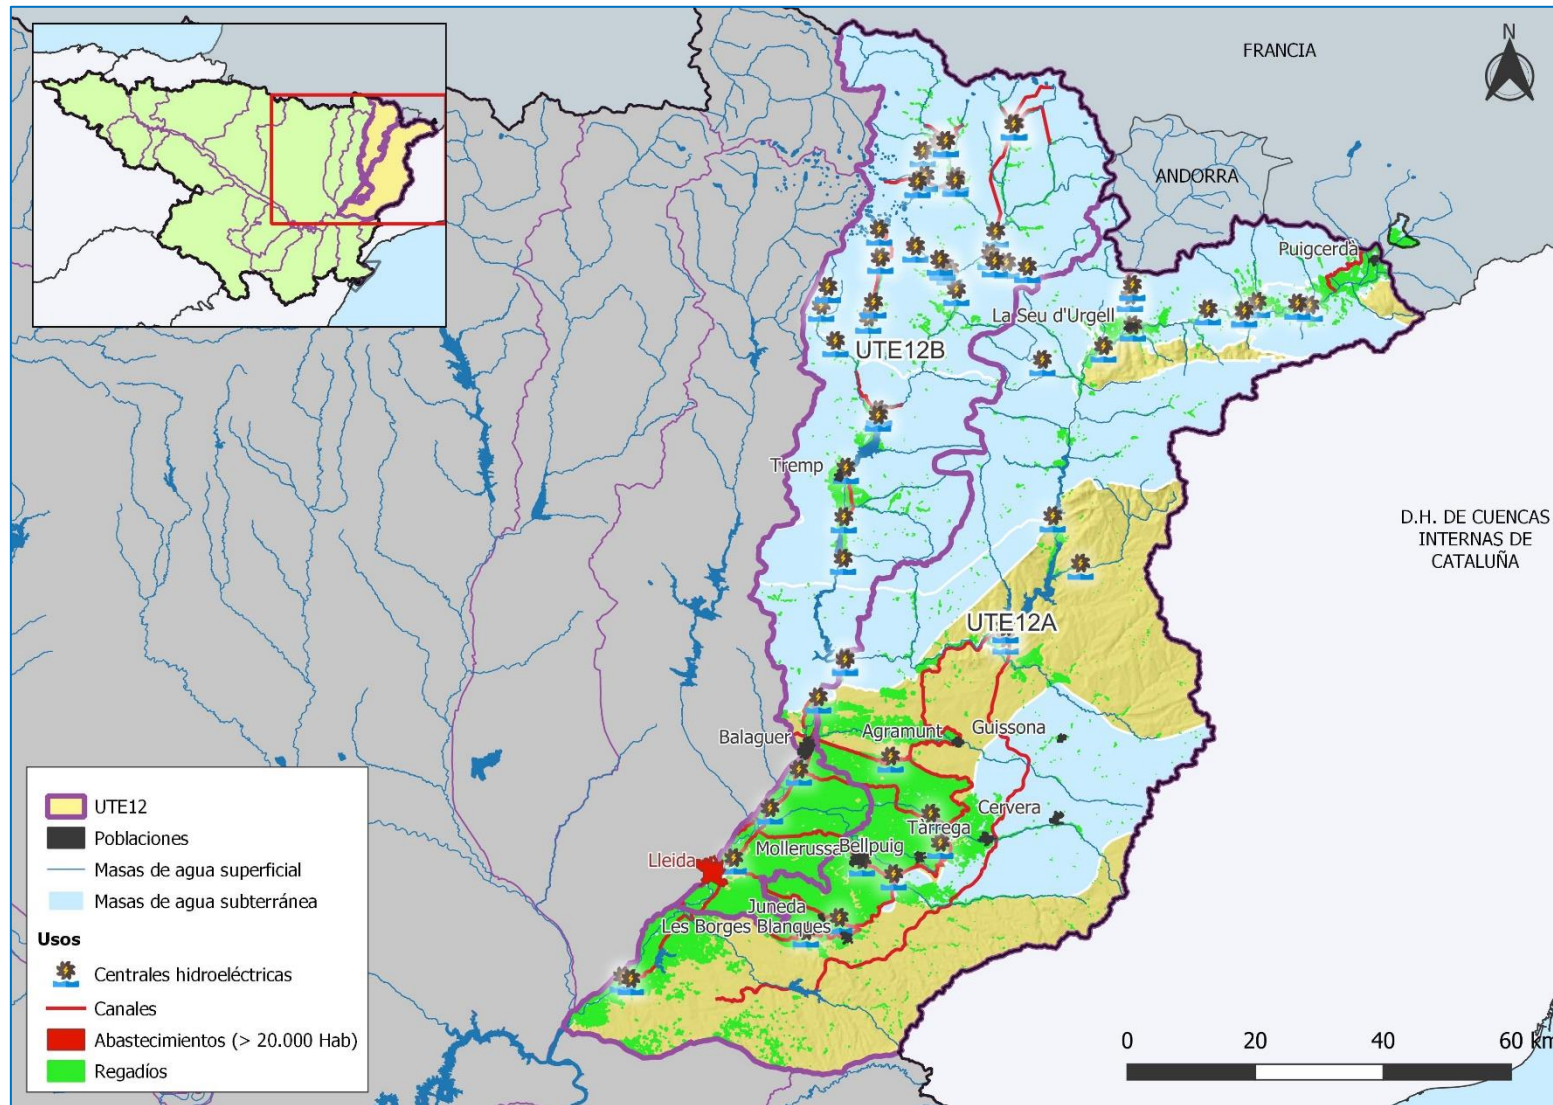 FRANCIA
N
ANDORRA
Puigcerdà
La Seu d'Urgell
UTE12B
Tremp
D.H. DE CUENCAS
INTERNAS DE
CATALUÑA
UTE12A
Balaguer
Agramunt
Guissona
Cervera
Tàrrega
Mollerussa
Bellpuig
Lleida
Juneda
Les Borges Blanques
UTE12
Poblaciones
Masas de agua superficial
Masas de agua subterránea
Usos
Centrales hidroeléctricas
Canales
Abastecimientos (> 20.000 Hab)
Regadíos
0 20 40 60 km